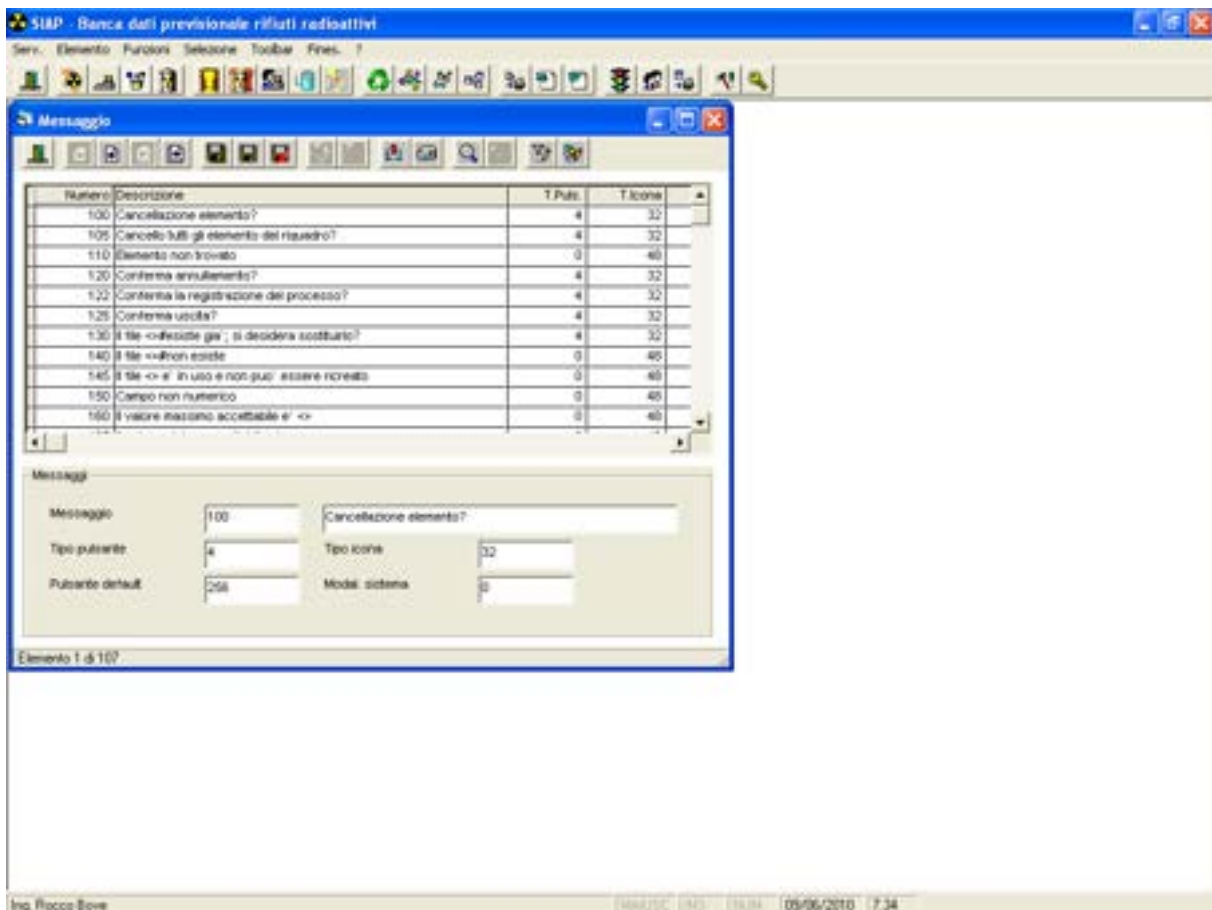 SIAP - Banca dati previsionale rifiuti radioattivi
Serv. Elemento Funzioni Selezione Toolbar Fines. ?
Messaggio
Numero Descrizione T.Puls. T.Icona
100 Cancellazione elemento? 4 32
105 Cancello tutti gli elemento del riquadro? 4 32
110 Elemento non trovato 0 48
120 Conferma annullamento? 4 32
122 Conferma la registrazione del processo? 4 32
125 Conferma uscita? 4 32
130 Il file <>#esiste gia`; si desidera sostituirlo? 4 32
140 Il file <>#non esiste 0 48
145 Il file <> e` in uso e non puo` essere ricreato 0 48
150 Campo non numerico 0 48
160 Il valore massimo accettabile e' <> 0 48
Messaggi
Messaggio 100 Cancellazione elemento?
Tipo pulsante 4 Tipo icona 32
Pulsante default 256 Modal. sistema 0
Elemento 1 di 107
Ing. Rocco Bove MAIUSC INS NUM 09/06/2010 7.34